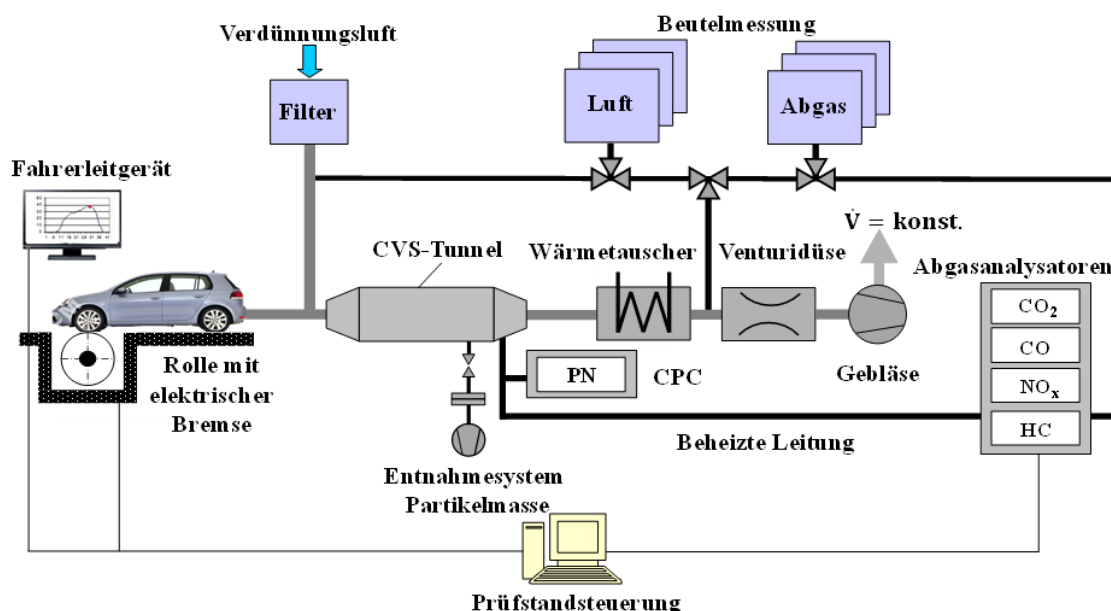 Verdünnungsluft
Beutelmessung
Filter
Luft
Abgas
Fahrerleitgerät
CVS-Tunnel
Wärmetauscher
Venturidüse
V̇ = konst.
Abgasanalysatoren
CO₂
CO
NOₓ
HC
Rolle mit
elektrischer
Bremse
PN
CPC
Gebläse
Beheizte Leitung
Entnahmesystem
Partikelmasse
Prüfstandsteuerung